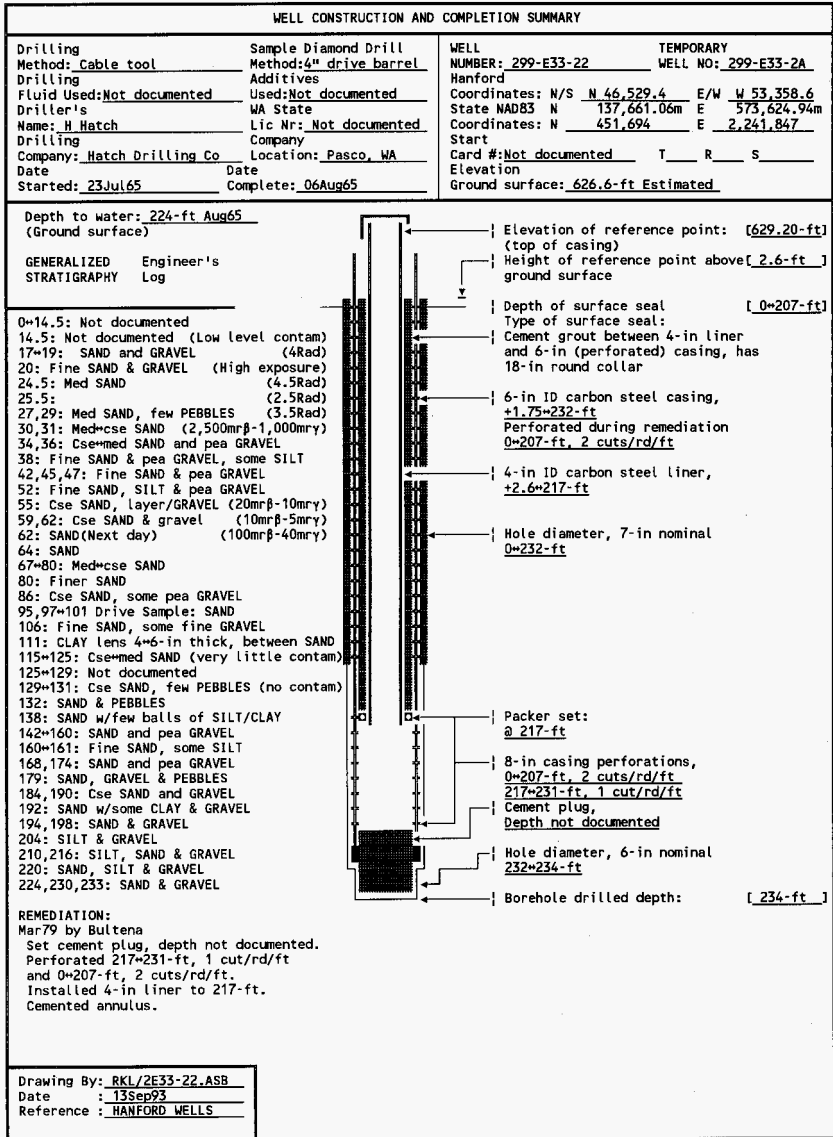 WELL CONSTRUCTION AND COMPLETION SUMMARY
Drilling Sample Diamond Drill
Method: Cable tool Method:4" drive barrel
Drilling Additives
Fluid Used:Not documented Used:Not documented
Driller's WA State
Name: H Hatch Lic Nr: Not documented
Drilling Company
Company: Hatch Drilling Co Location: Pasco, WA
Date Date
Started: 23Jul65 Complete: 06Aug65
WELL TEMPORARY
NUMBER: 299-E33-22 WELL NO: 299-E33-2A
Hanford
Coordinates: N/S N 46,529.4 E/W W 53,358.6
State NAD83 N 137,661.06m E 573,624.94m
Coordinates: N 451,694 E 2,241,847
Start
Card #:Not documented T___ R___ S___
Elevation
Ground surface: 626.6-ft Estimated
Depth to water: 224-ft Aug65
(Ground surface)
GENERALIZED Engineer's
STRATIGRAPHY Log
0↔14.5: Not documented
14.5: Not documented (Low level contam)
17↔19: SAND and GRAVEL (4Rad)
20: Fine SAND & GRAVEL (High exposure)
24.5: Med SAND (4.5Rad)
25.5: (2.5Rad)
27,29: Med SAND, few PEBBLES (3.5Rad)
30,31: Med↔cse SAND (2,500mrβ-1,000mrγ)
34,36: Cse↔med SAND and pea GRAVEL
38: Fine SAND & pea GRAVEL, some SILT
42,45,47: Fine SAND & pea GRAVEL
52: Fine SAND, SILT & pea GRAVEL
55: Cse SAND, layer/GRAVEL (20mrβ-10mrγ)
59,62: Cse SAND & gravel (10mrβ-5mrγ)
62: SAND(Next day) (100mrβ-40mrγ)
64: SAND
67↔80: Med↔cse SAND
80: Finer SAND
86: Cse SAND, some pea GRAVEL
95,97↔101 Drive Sample: SAND
106: Fine SAND, some fine GRAVEL
111: CLAY lens 4↔6-in thick, between SAND
115↔125: Cse↔med SAND (very little contam)
125↔129: Not documented
129↔131: Cse SAND, few PEBBLES (no contam)
132: SAND & PEBBLES
138: SAND w/few balls of SILT/CLAY
142↔160: SAND and pea GRAVEL
160↔161: Fine SAND, some SILT
168,174: SAND and pea GRAVEL
179: SAND, GRAVEL & PEBBLES
184,190: Cse SAND and GRAVEL
192: SAND w/some CLAY & GRAVEL
194,198: SAND & GRAVEL
204: SILT & GRAVEL
210,216: SILT, SAND & GRAVEL
220: SAND, SILT & GRAVEL
224,230,233: SAND & GRAVEL
REMEDIATION:
Mar79 by Bultena
Set cement plug, depth not documented.
Perforated 217↔231-ft, 1 cut/rd/ft
and 0↔207-ft, 2 cuts/rd/ft.
Installed 4-in liner to 217-ft.
Cemented annulus.
Elevation of reference point: [629.20-ft]
(top of casing)
Height of reference point above[ 2.6-ft ]
ground surface
Depth of surface seal [ 0↔207-ft]
Type of surface seal:
Cement grout between 4-in liner
and 6-in (perforated) casing, has
18-in round collar
6-in ID carbon steel casing,
+1.75↔232-ft
Perforated during remediation
0↔207-ft, 2 cuts/rd/ft
4-in ID carbon steel liner,
+2.6↔217-ft
Hole diameter, 7-in nominal
0↔232-ft
Packer set:
@ 217-ft
8-in casing perforations,
0↔207-ft, 2 cuts/rd/ft
217↔231-ft, 1 cut/rd/ft
Cement plug,
Depth not documented
Hole diameter, 6-in nominal
232↔234-ft
Borehole drilled depth: [ 234-ft ]
Drawing By: RKL/2E33-22.ASB
Date : 13Sep93
Reference : HANFORD WELLS